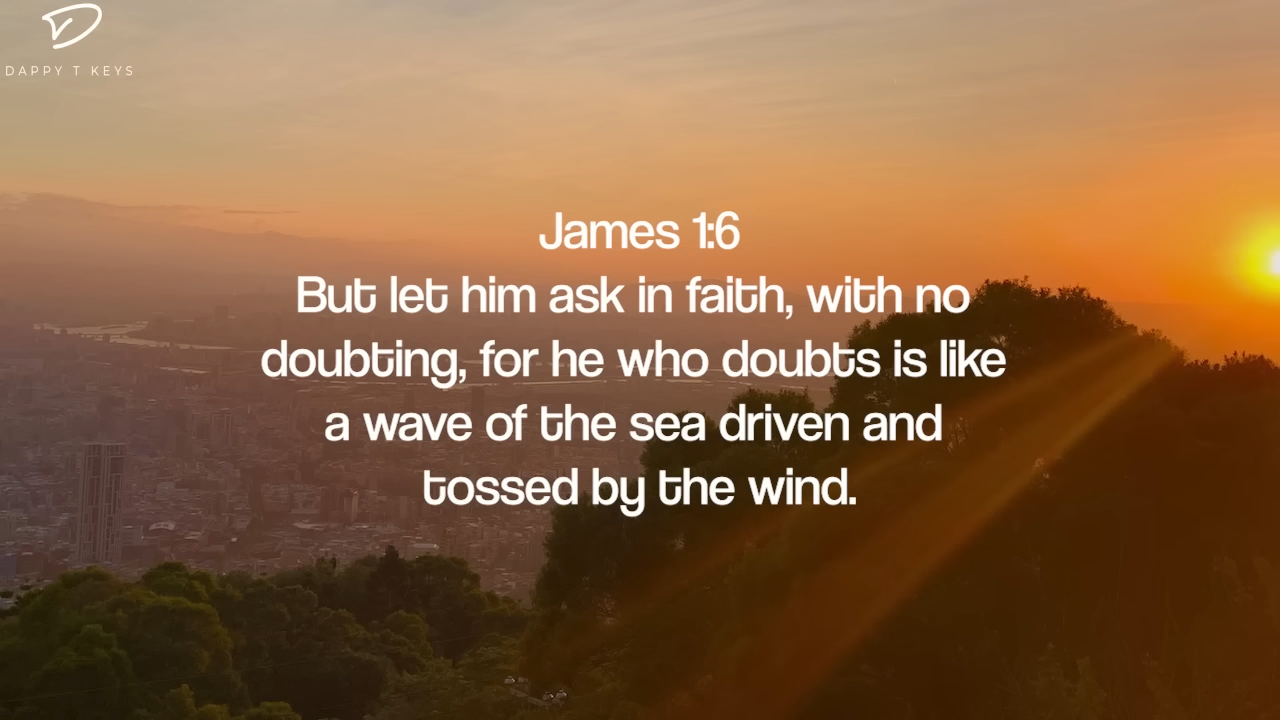 DAPPY T KEYS
James 1:6
But let him ask in faith, with no
doubting, for he who doubts is like
a wave of the sea driven and
tossed by the wind.